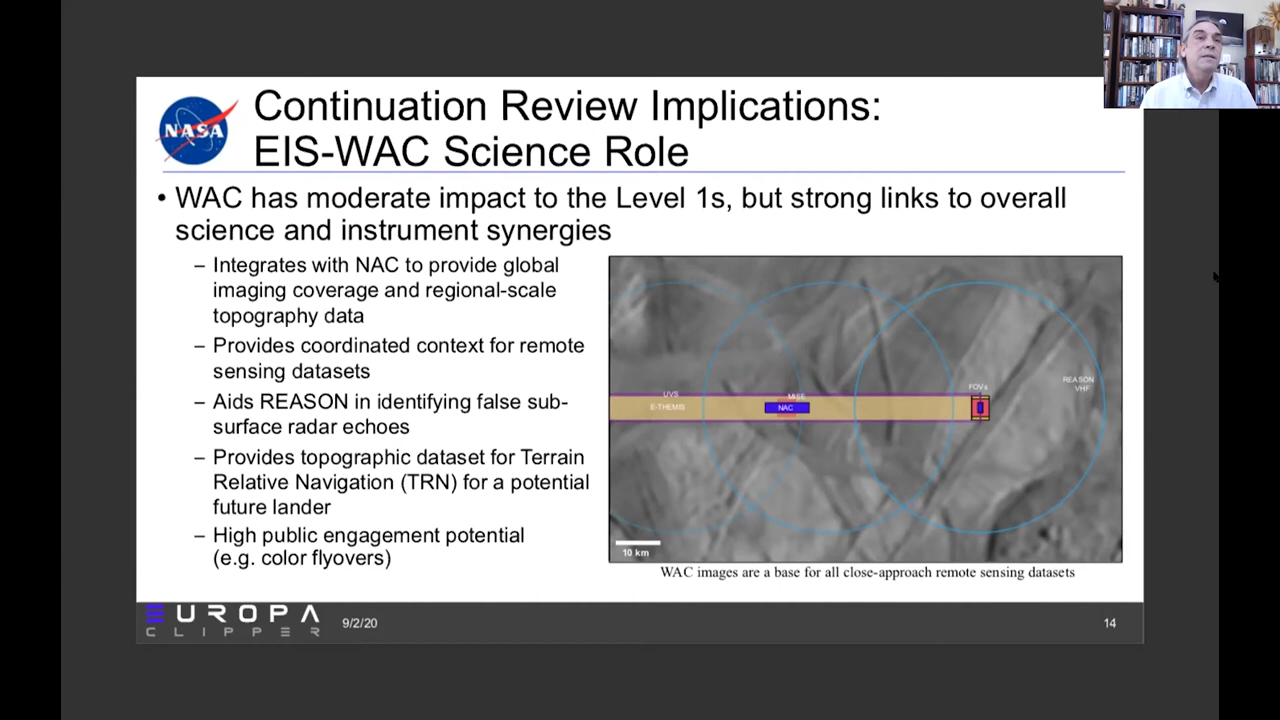 NASA
Continuation Review Implications:
EIS-WAC Science Role
• WAC has moderate impact to the Level 1s, but strong links to overall
science and instrument synergies
– Integrates with NAC to provide global
imaging coverage and regional-scale
topography data
– Provides coordinated context for remote
sensing datasets
– Aids REASON in identifying false sub-
surface radar echoes
– Provides topographic dataset for Terrain
Relative Navigation (TRN) for a potential
future lander
– High public engagement potential
(e.g. color flyovers)
UVS
E-THEMIS
MISE
NAC
FOVs
REASON
VHF
10 km
WAC images are a base for all close-approach remote sensing datasets
EUROPA
CLIPPER
9/2/20
14